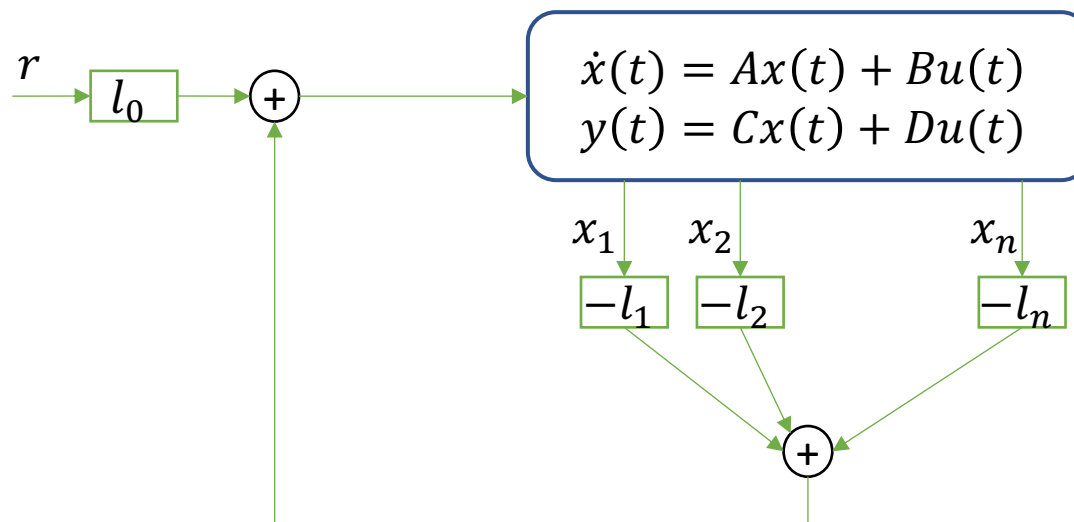 r
l₀
+
ẋ(t) = Ax(t) + Bu(t)
y(t) = Cx(t) + Du(t)
x₁ x₂ xₙ
−l₁ −l₂ −lₙ
+